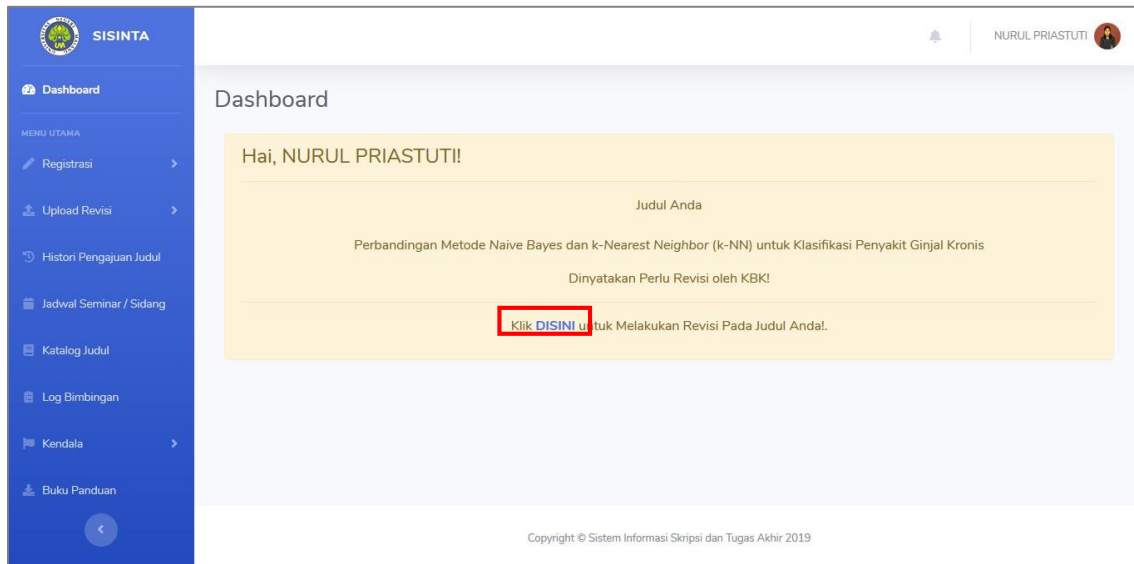 SISINTA
NURUL PRIASTUTI
Dashboard
Dashboard
MENU UTAMA
Registrasi
Upload Revisi
Histori Pengajuan Judul
Jadwal Seminar / Sidang
Katalog Judul
Log Bimbingan
Kendala
Buku Panduan
Hai, NURUL PRIASTUTI!
Judul Anda
Perbandingan Metode Naive Bayes dan k-Nearest Neighbor (k-NN) untuk Klasifikasi Penyakit Ginjal Kronis
Dinyatakan Perlu Revisi oleh KBK!
Klik DISINI untuk Melakukan Revisi Pada Judul Anda!.
Copyright © Sistem Informasi Skripsi dan Tugas Akhir 2019